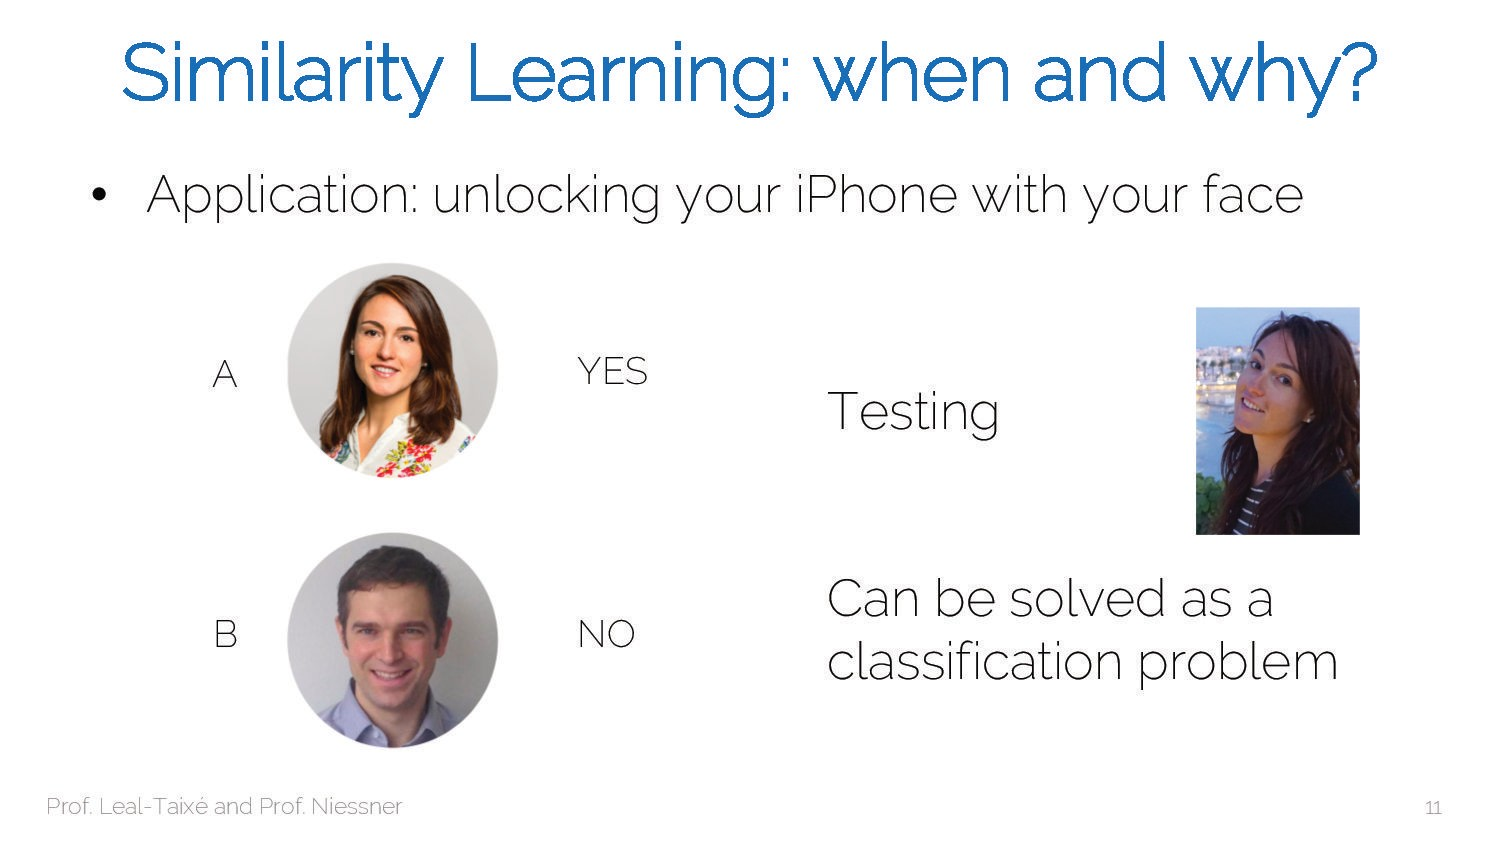 Similarity Learning: when and why?
• Application: unlocking your iPhone with your face
A
YES
Testing
B
NO
Can be solved as a
classification problem
Prof. Leal-Taixé and Prof. Niessner
11